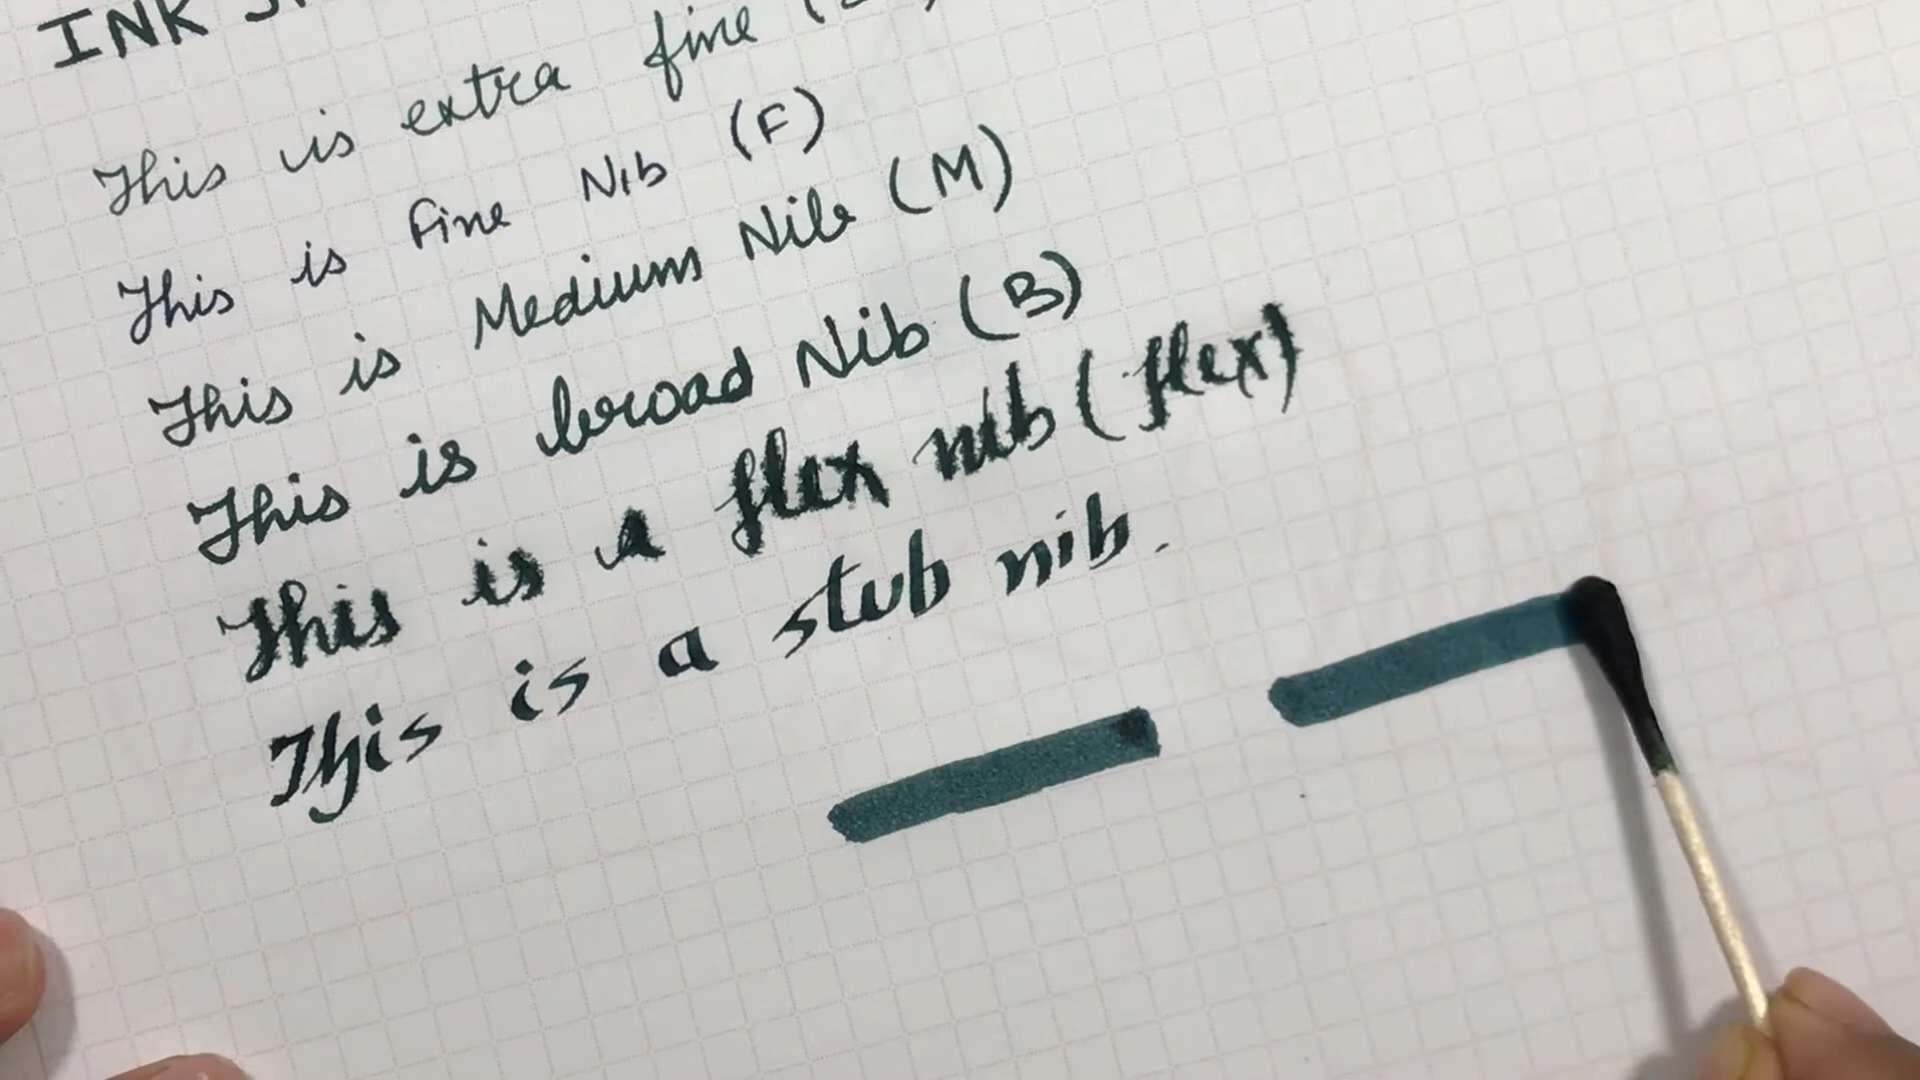 INK
This is extra fine
This is fine Nib (F)
This is Medium Nib (M)
This is broad Nib (B)
This is a flex nib (flex)
This is a stub nib.